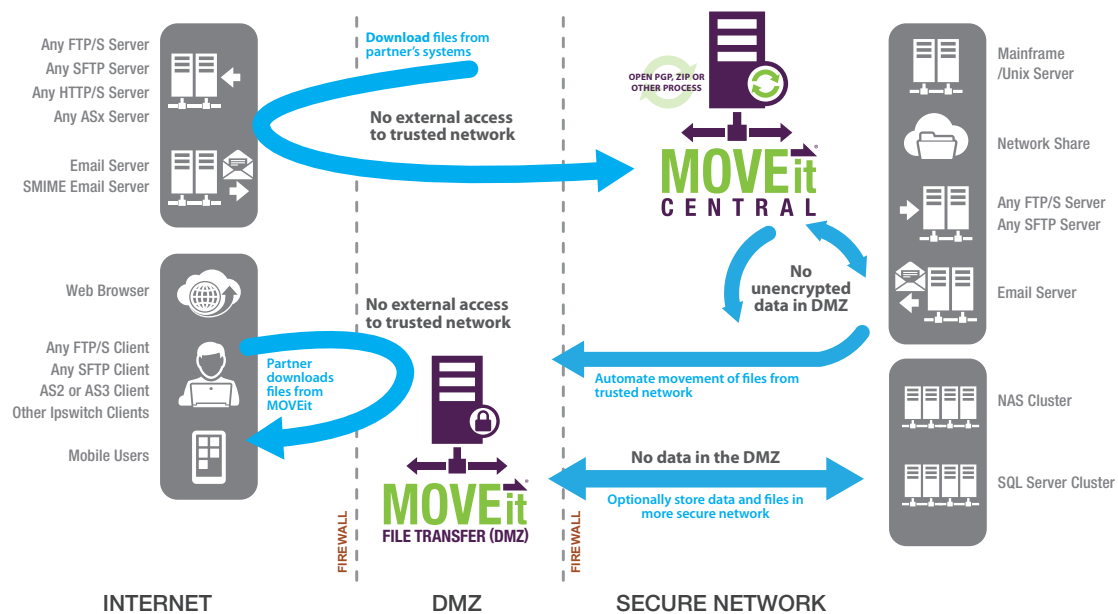 Any FTP/S Server
Any SFTP Server
Any HTTP/S Server
Any ASx Server
Email Server
SMIME Email Server
Web Browser
Any FTP/S Client
Any SFTP Client
AS2 or AS3 Client
Other Ipswitch Clients
Mobile Users
Download files from
partner's systems
No external access
to trusted network
No external access
to trusted network
Partner
downloads
files from
MOVEit
MOVEit®
FILE TRANSFER (DMZ)
OPEN PGP, ZIP OR
OTHER PROCESS
MOVEit®
CENTRAL
No
unencrypted
data in DMZ
Automate movement of files from
trusted network
No data in the DMZ
Optionally store data and files in
more secure network
Mainframe
/Unix Server
Network Share
Any FTP/S Server
Any SFTP Server
Email Server
NAS Cluster
SQL Server Cluster
FIREWALL
FIREWALL
INTERNET
DMZ
SECURE NETWORK